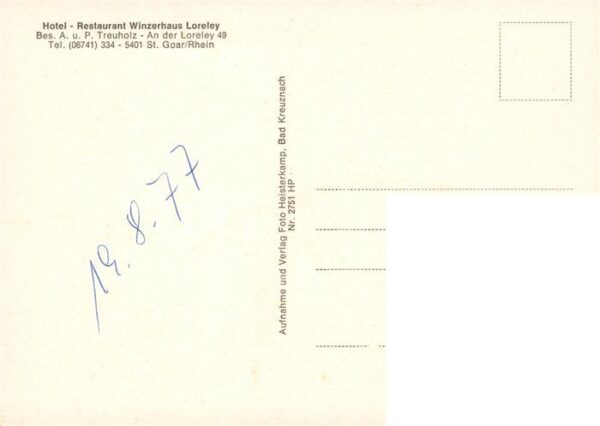 Hotel - Restaurant Winzerhaus Loreley
Bes. A. u. P. Treuholz - An der Loreley 49
Tel. (06741) 334 - 5401 St. Goar/Rhein
19.8.77
Aufnahme und Verlag Foto Heisterkamp, Bad Kreuznach
Nr. 2751 HP